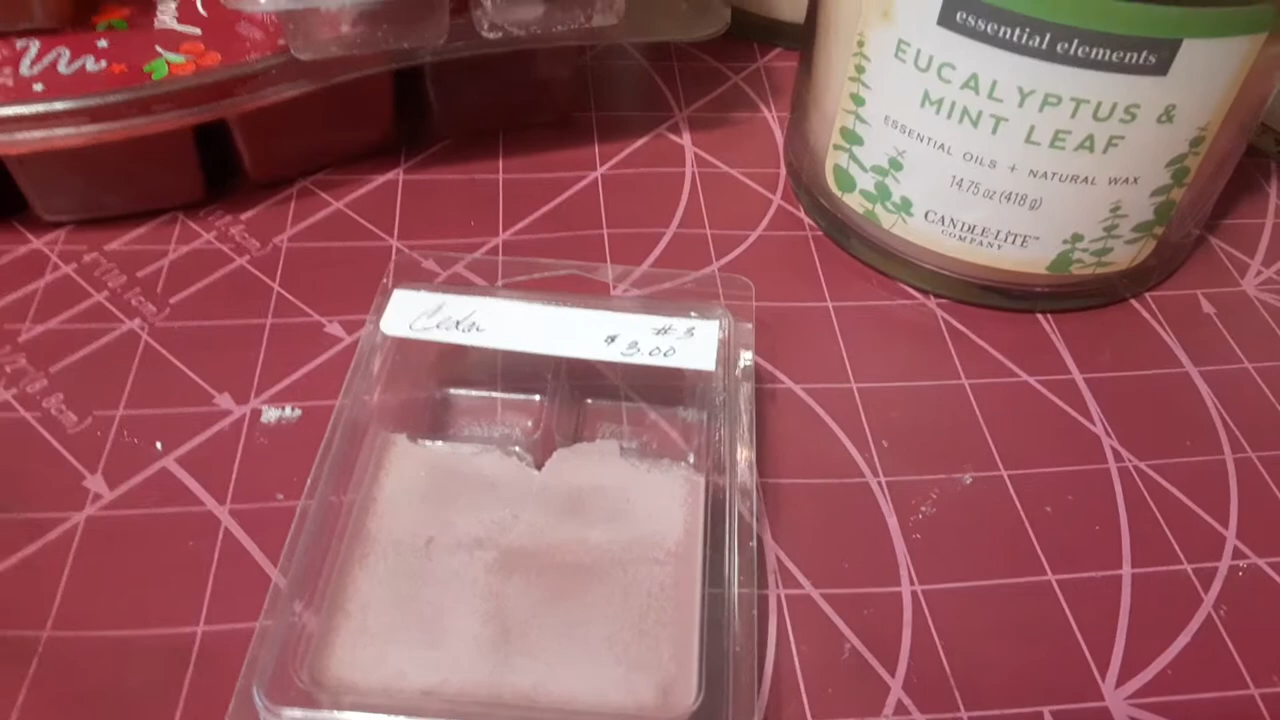 essential elements
EUCALYPTUS &
MINT LEAF
ESSENTIAL OILS + NATURAL WAX
14.75 oz (418 g)
CANDLE-LITE™
COMPANY
Cedar #3
$3.00